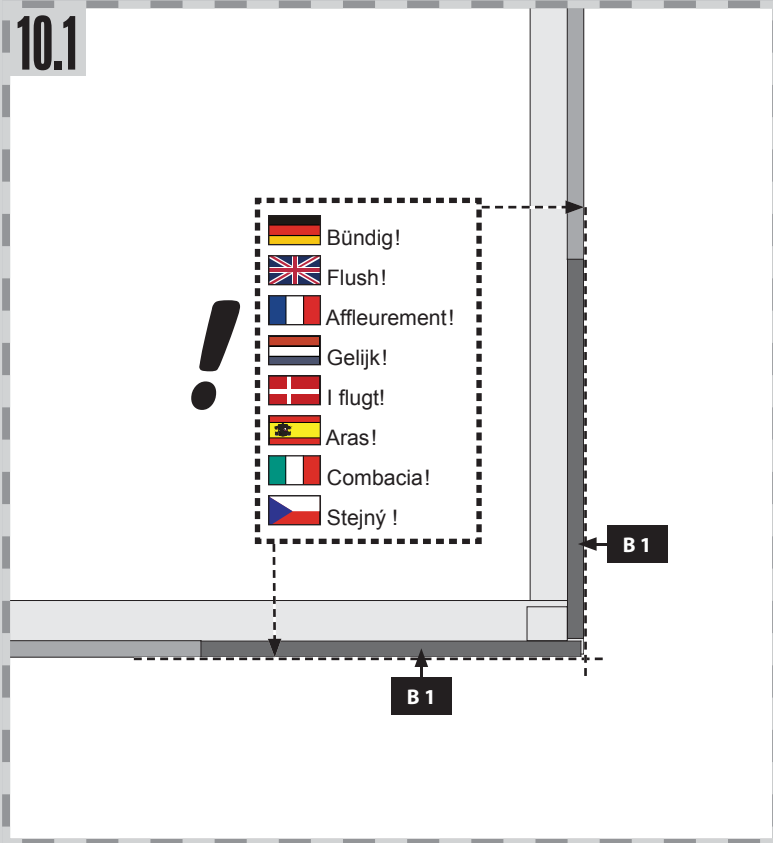 10.1
Bündig!
Flush!
Affleurement!
Gelijk!
I flugt!
Aras!
Combacia!
Stejný !
B 1
B 1